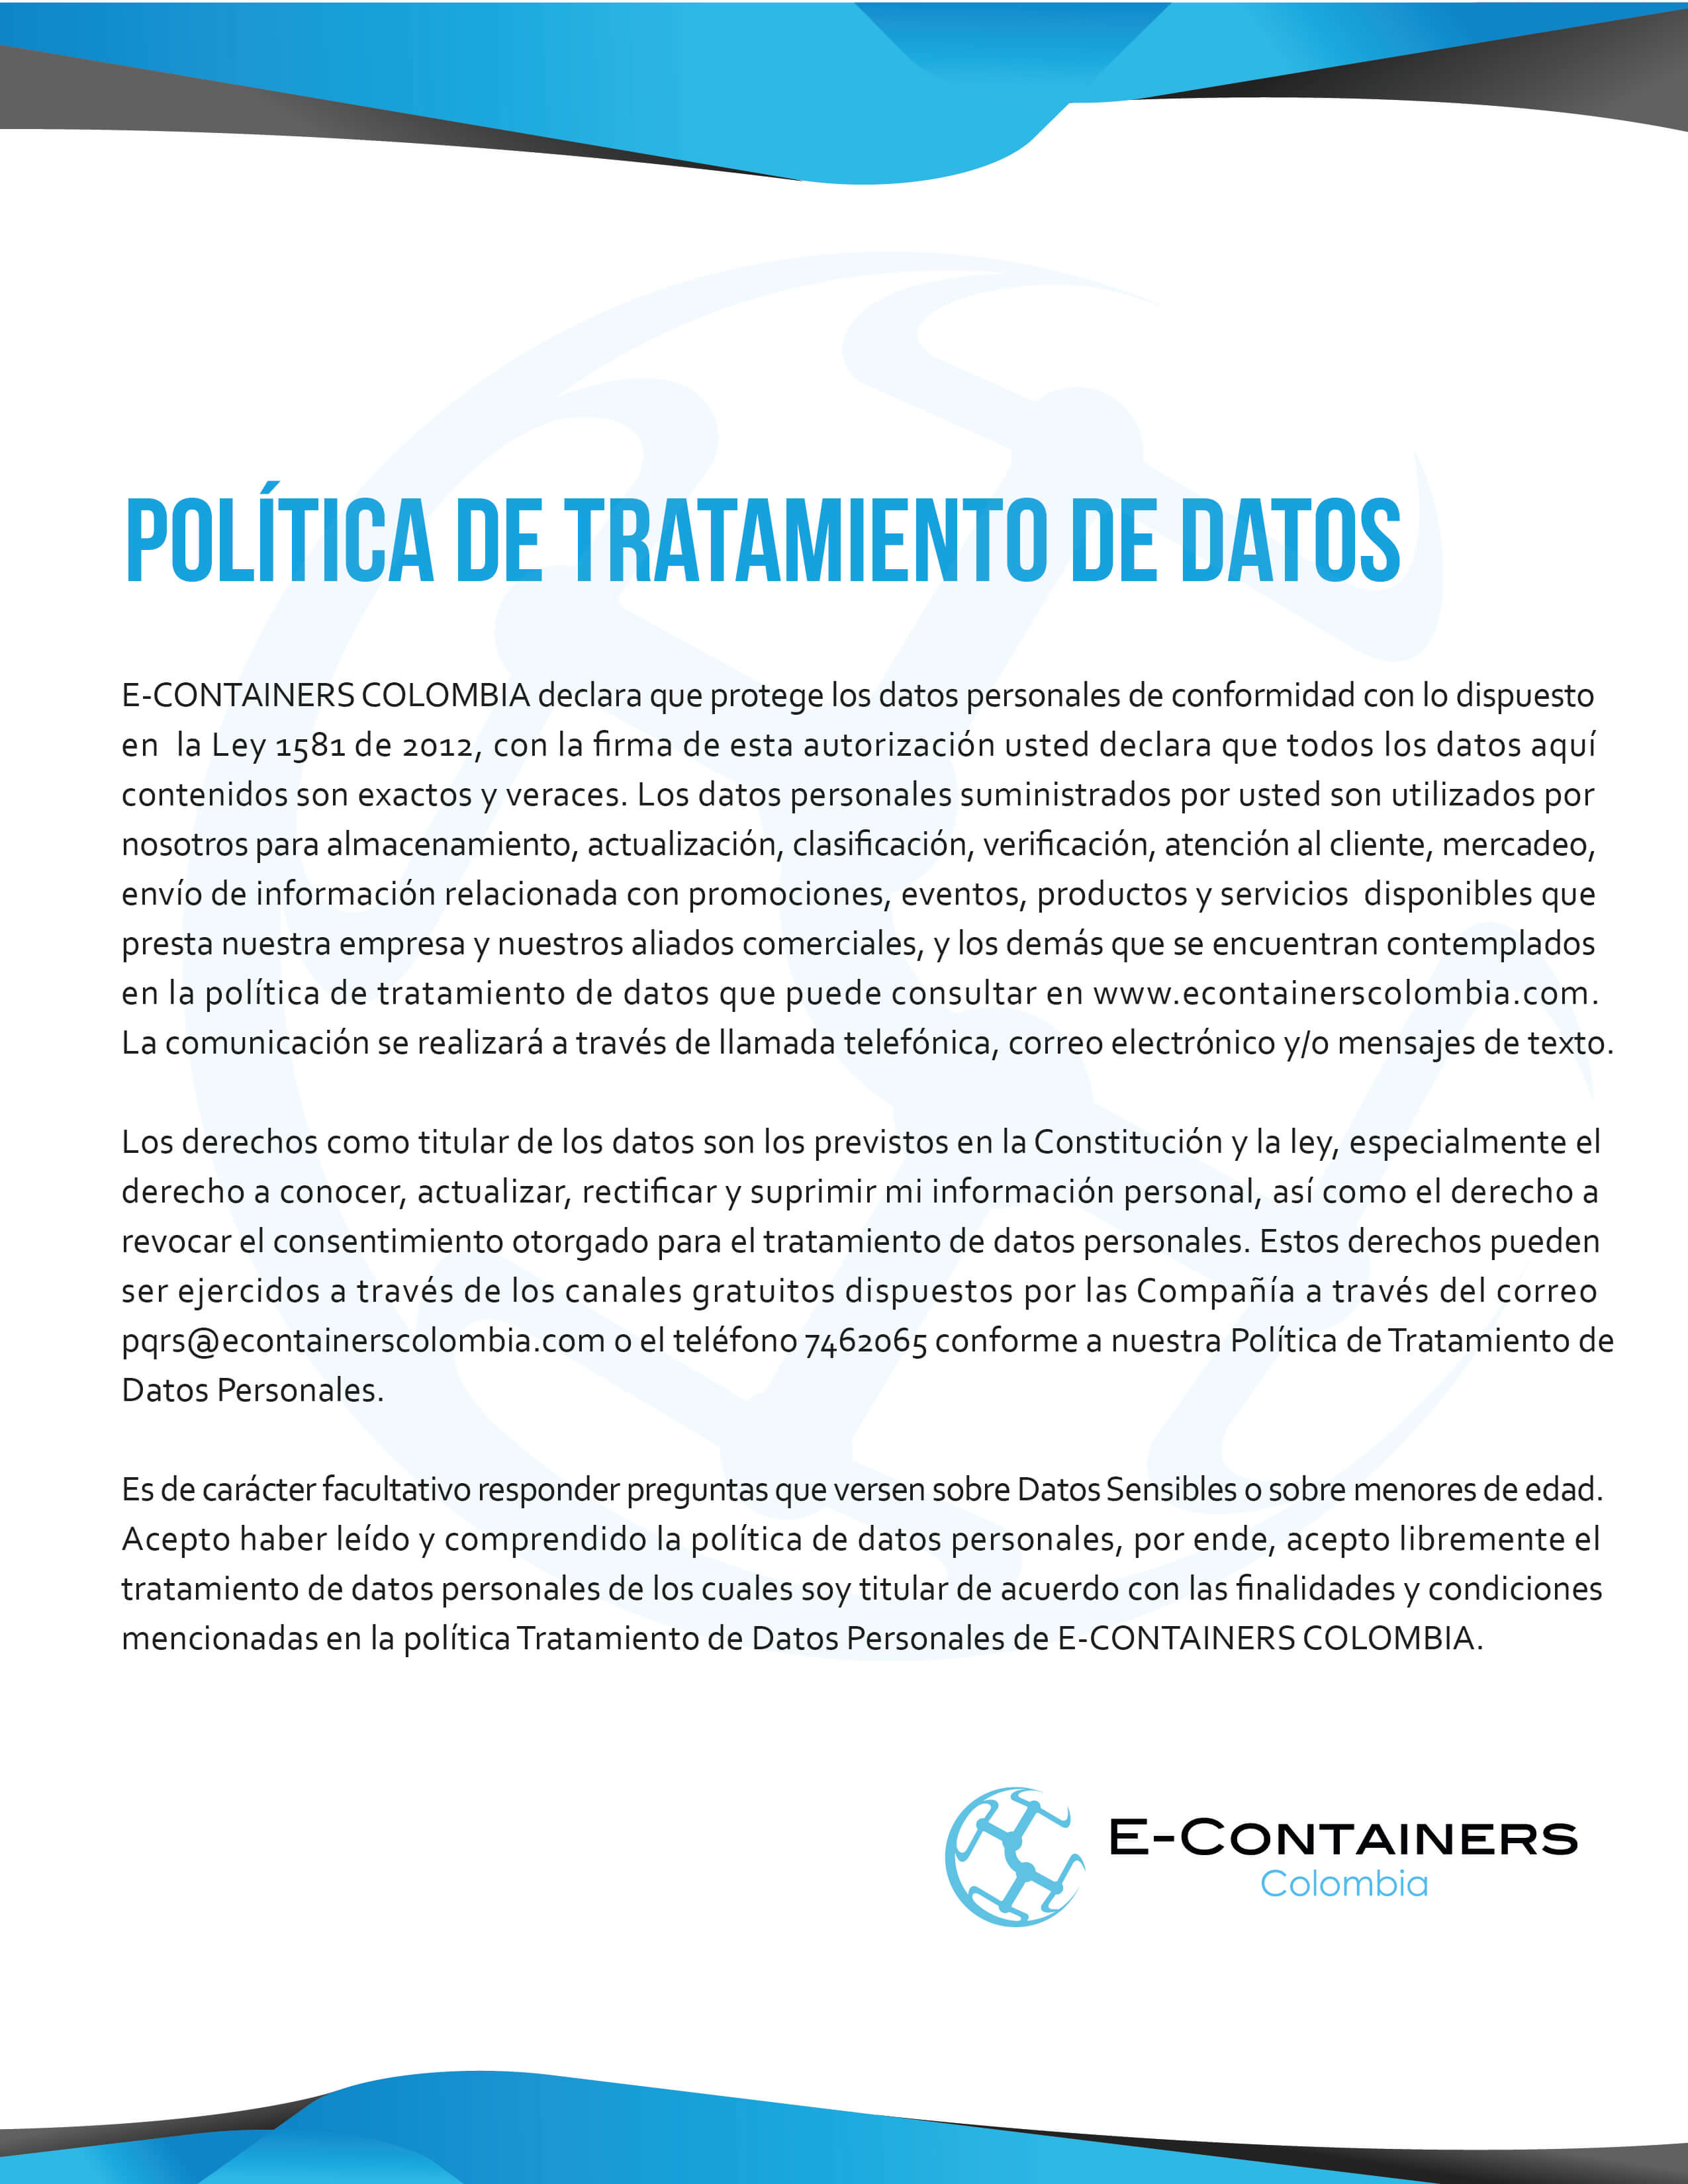 POLÍTICA DE TRATAMIENTO DE DATOS
E-CONTAINERS COLOMBIA declara que protege los datos personales de conformidad con lo dispuesto
en la Ley 1581 de 2012, con la firma de esta autorización usted declara que todos los datos aquí
contenidos son exactos y veraces. Los datos personales suministrados por usted son utilizados por
nosotros para almacenamiento, actualización, clasificación, verificación, atención al cliente, mercadeo,
envío de información relacionada con promociones, eventos, productos y servicios disponibles que
presta nuestra empresa y nuestros aliados comerciales, y los demás que se encuentran contemplados
en la política de tratamiento de datos que puede consultar en www.econtainerscolombia.com.
La comunicación se realizará a través de llamada telefónica, correo electrónico y/o mensajes de texto.
Los derechos como titular de los datos son los previstos en la Constitución y la ley, especialmente el
derecho a conocer, actualizar, rectificar y suprimir mi información personal, así como el derecho a
revocar el consentimiento otorgado para el tratamiento de datos personales. Estos derechos pueden
ser ejercidos a través de los canales gratuitos dispuestos por las Compañía a través del correo
pqrs@econtainerscolombia.com o el teléfono 7462065 conforme a nuestra Política de Tratamiento de
Datos Personales.
Es de carácter facultativo responder preguntas que versen sobre Datos Sensibles o sobre menores de edad.
Acepto haber leído y comprendido la política de datos personales, por ende, acepto libremente el
tratamiento de datos personales de los cuales soy titular de acuerdo con las finalidades y condiciones
mencionadas en la política Tratamiento de Datos Personales de E-CONTAINERS COLOMBIA.
E-CONTAINERS
Colombia